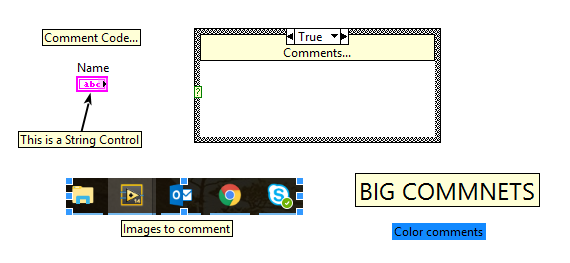 Comment Code...
True
Comments...
Name
abc
?
This is a String Control
Images to comment
BIG COMMNETS
Color comments